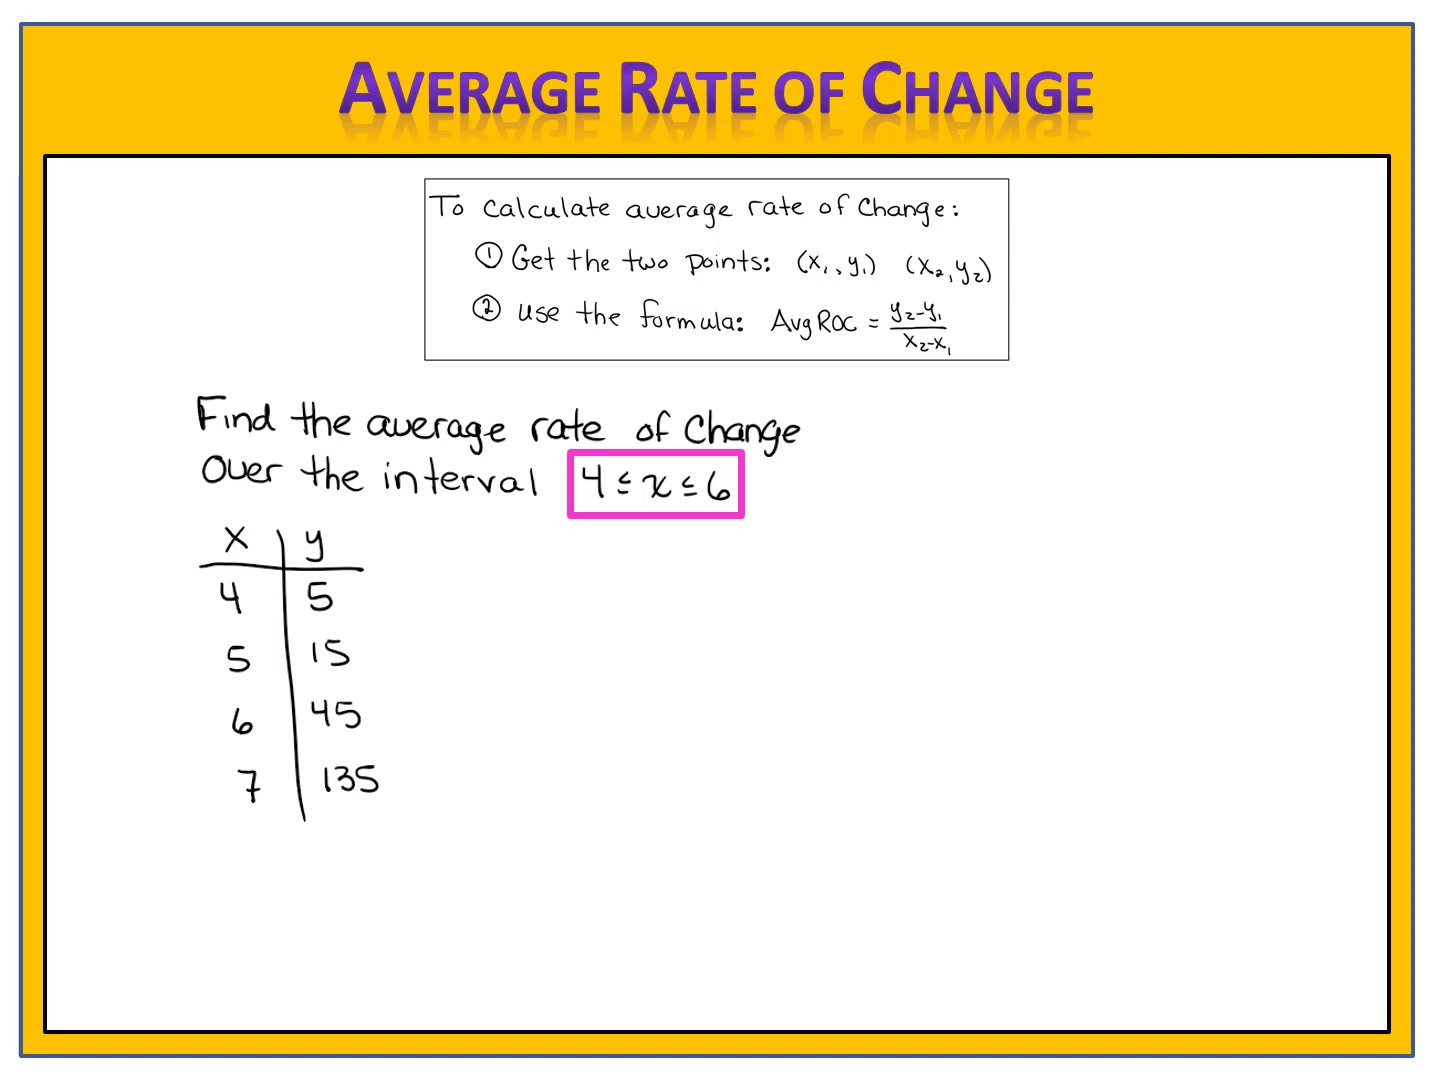 AVERAGE RATE OF CHANGE
To calculate average rate of change:
① Get the two points: (x₁, y₁) (x₂, y₂)
② Use the formula: Avg ROC = y₂-y₁ / x₂-x₁
Find the average rate of change
over the interval 4 ≤ x ≤ 6
x y
4 5
5 15
6 45
7 135